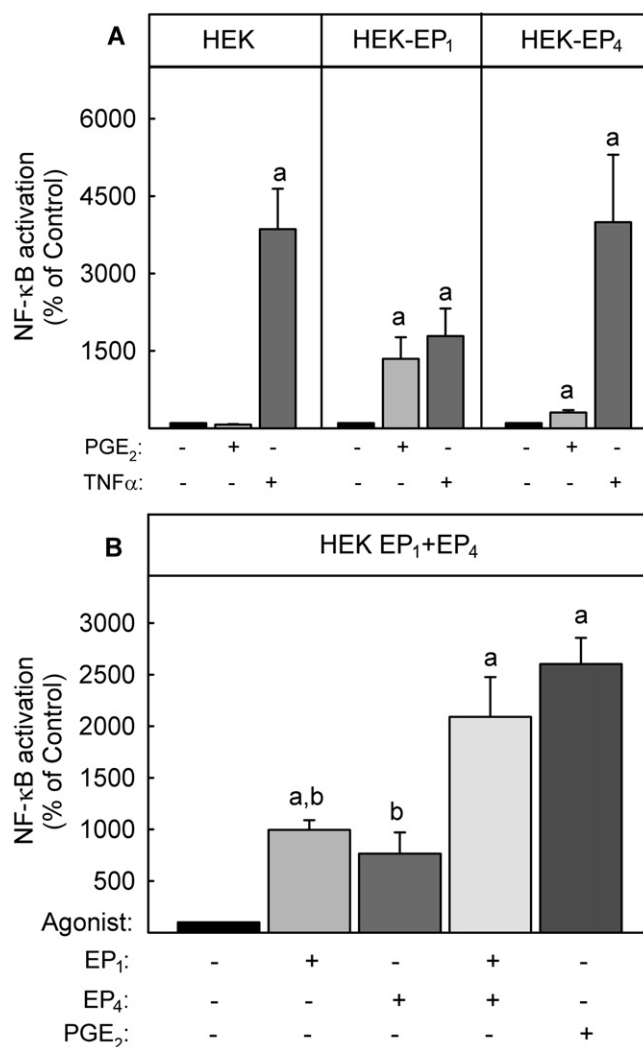 A
HEK HEK-EP₁ HEK-EP₄
NF-κB activation
(% of Control)
6000
4500
3000
1500
a a a a a
PGE₂: - + - - + - - + -
TNFα: - - + - - + - - +
B
HEK EP₁+EP₄
NF-κB activation
(% of Control)
3000
2500
2000
1500
1000
500
a,b b a a
Agonist:
EP₁: - + - + -
EP₄: - - + + -
PGE₂: - - - - +